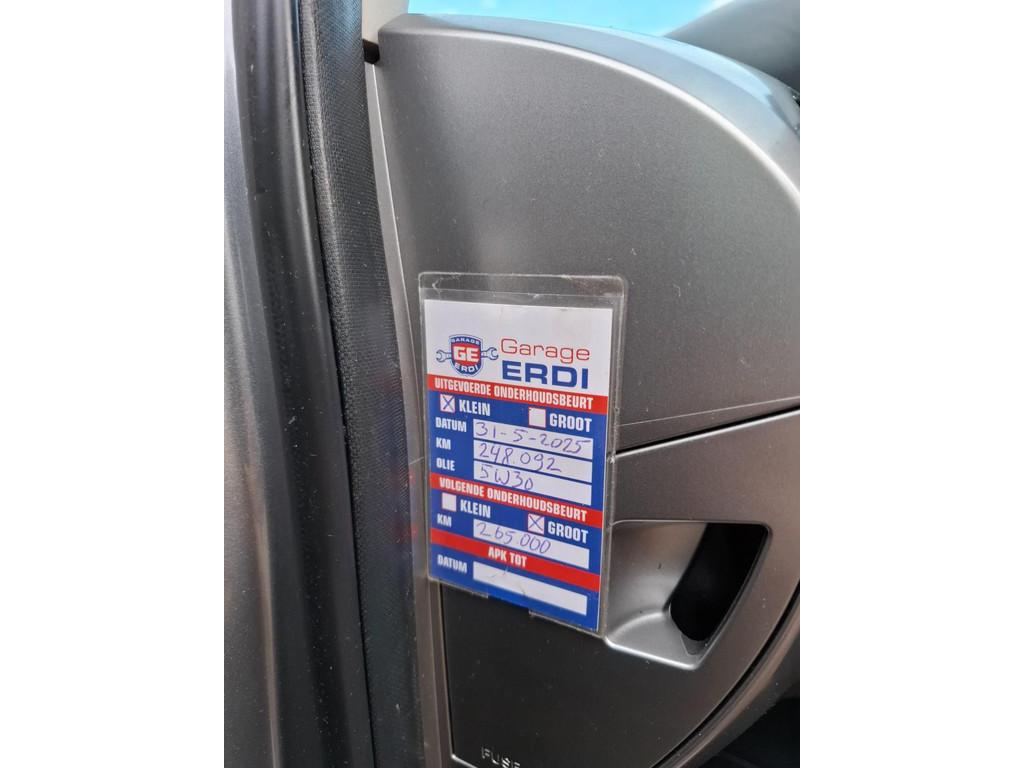 GARAGE
GE
ERDI
Garage
ERDI
UITGEVOERDE ONDERHOUDSBEURT
X KLEIN GROOT
DATUM 31-5-2025
KM 248.092
OLIE 5W30
VOLGENDE ONDERHOUDSBEURT
KLEIN X GROOT
KM 265.000
APK TOT
DATUM
FUSE